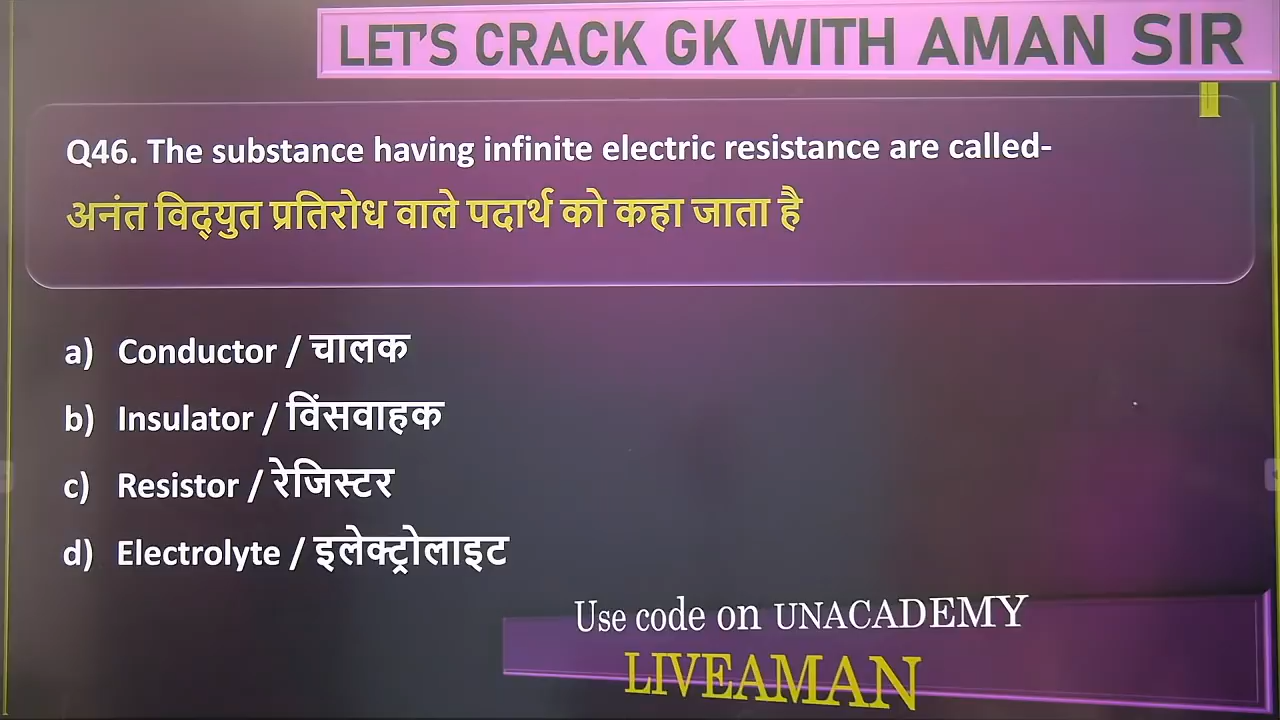 LET'S CRACK GK WITH AMAN SIR
Q46. The substance having infinite electric resistance are called-
अनंत विद्युत प्रतिरोध वाले पदार्थ को कहा जाता है
a) Conductor / चालक
b) Insulator / विंसवाहक
c) Resistor / रेजिस्टर
d) Electrolyte / इलेक्ट्रोलाइट
Use code on UNACADEMY
LIVEAMAN